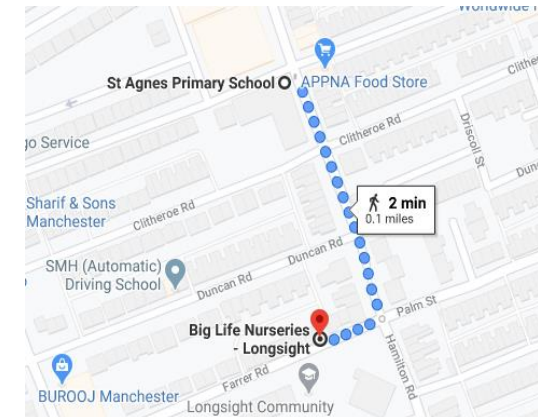 St Agnes Primary School
APPNA Food Store
Clitheroe Rd
go Service
Driscoll St
Sharif & Sons
Manchester
Clitheroe Rd
2 min
0.1 miles
SMH (Automatic)
Driving School
Duncan Rd
Duncan Rd
Big Life Nurseries
- Longsight
Palm St
Hamilton Rd
Farrer Rd
BUROOJ Manchester
Longsight Community